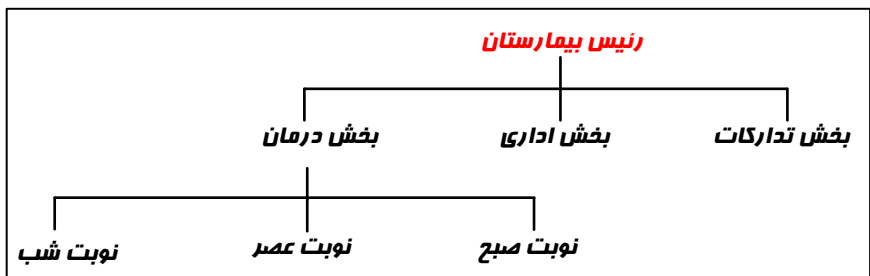 رئیس بیمارستان
بخش تدارکات بخش اداری بخش درمان
نوبت صبح نوبت عصر نوبت شب